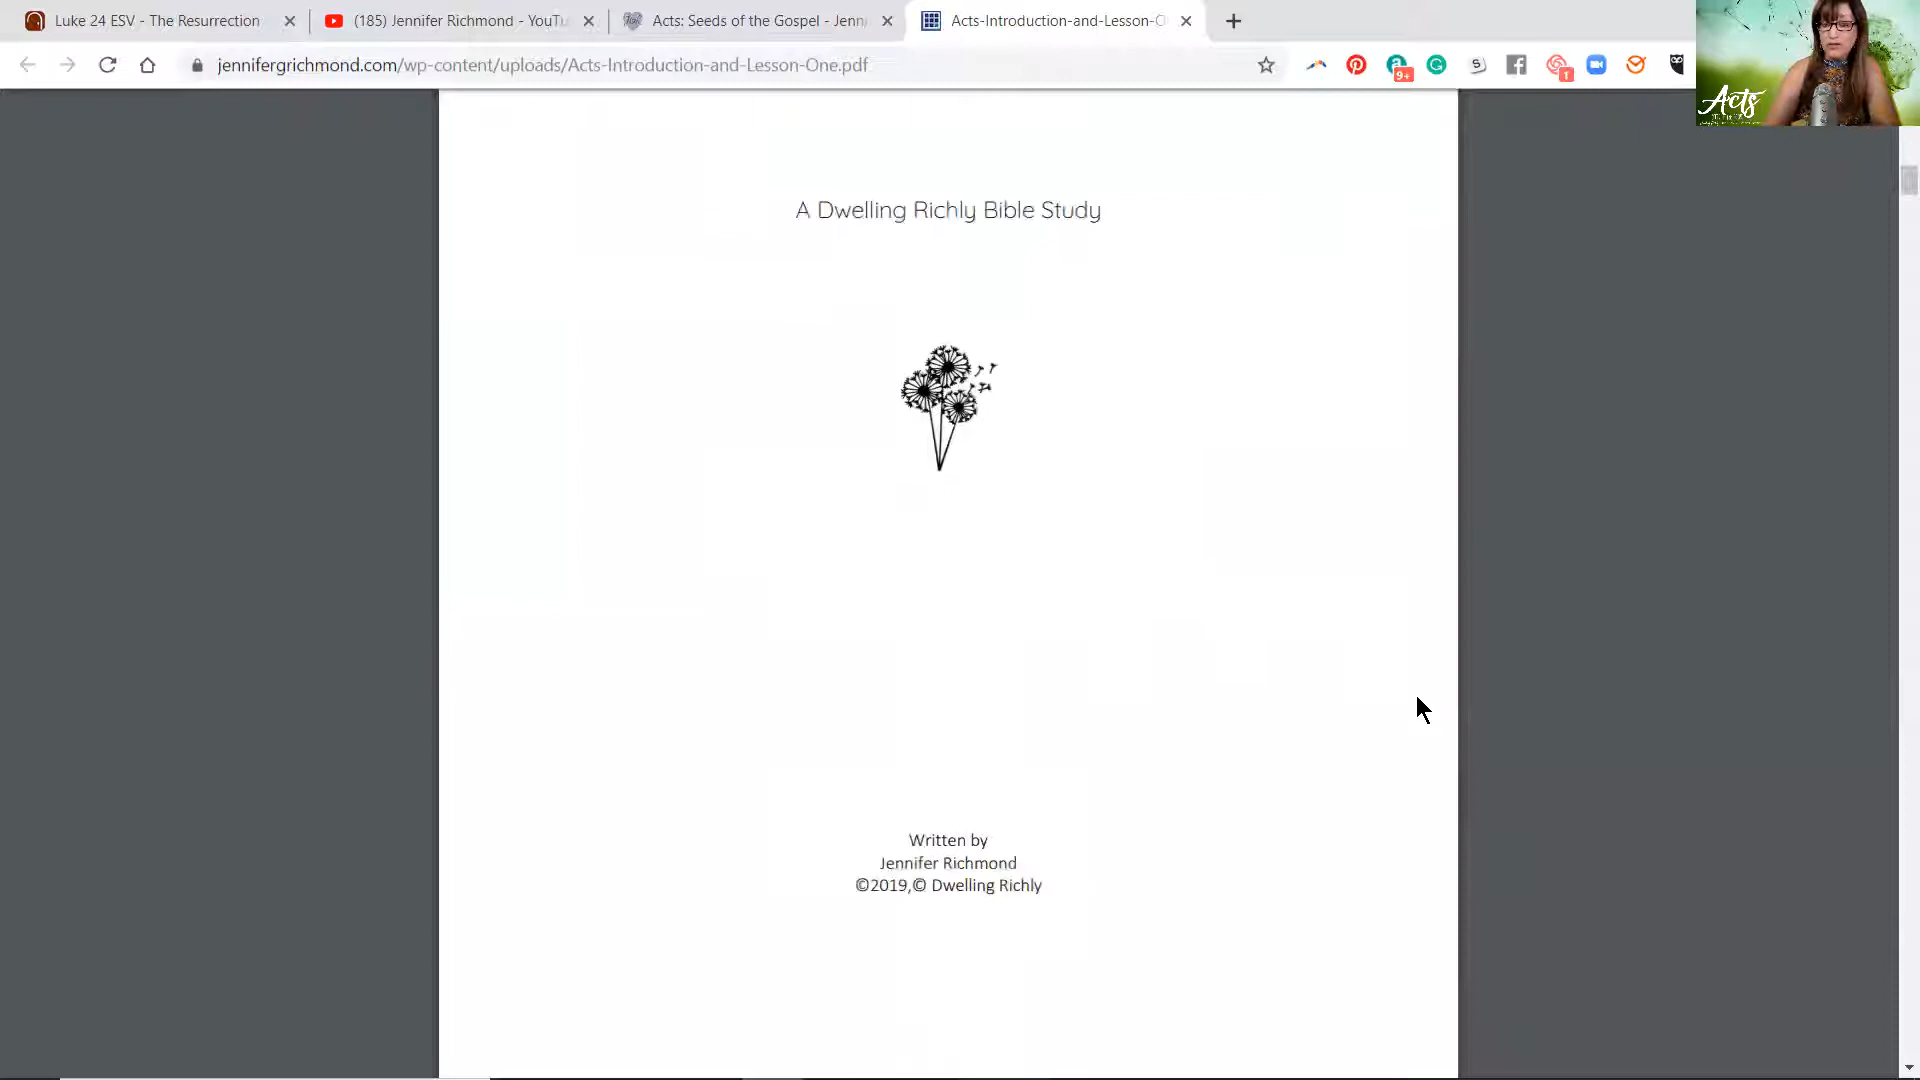 Luke 24 ESV - The Resurrection
(185) Jennifer Richmond - YouTu
Acts: Seeds of the Gospel - Jenn
Acts-Introduction-and-Lesson-O
jennifergrichmond.com/wp-content/uploads/Acts-Introduction-and-Lesson-One.pdf
9+
1
Acts
A Dwelling Richly Bible Study
Written by
Jennifer Richmond
©2019,© Dwelling Richly